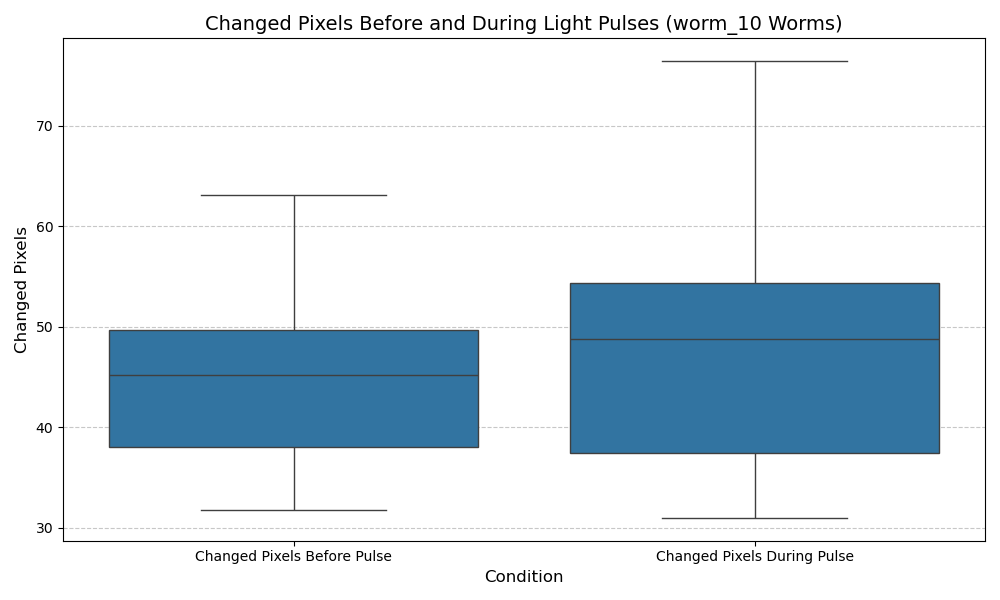 Changed Pixels Before and During Light Pulses (worm_10 Worms)
Changed Pixels
70
60
50
40
30
Changed Pixels Before Pulse
Changed Pixels During Pulse
Condition